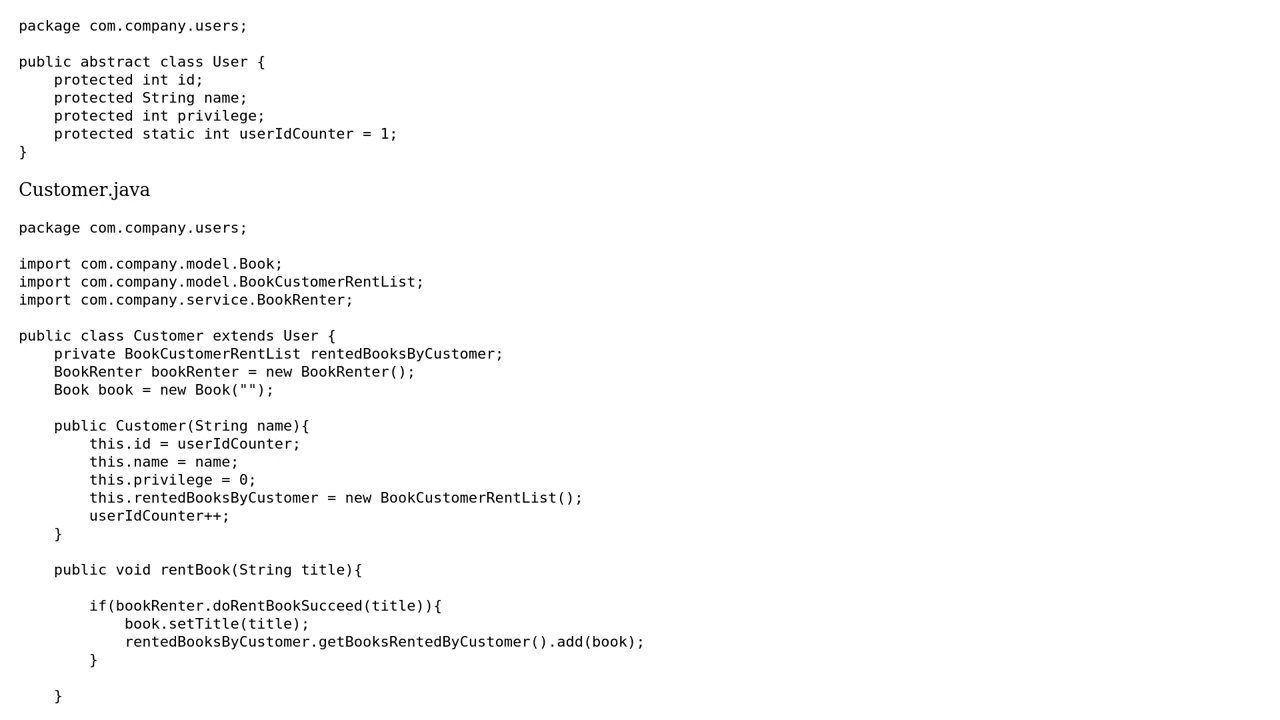 package com.company.users;
public abstract class User {
protected int id;
protected String name;
protected int privilege;
protected static int userIdCounter = 1;
}
Customer.java
package com.company.users;
import com.company.model.Book;
import com.company.model.BookCustomerRentList;
import com.company.service.BookRenter;
public class Customer extends User {
private BookCustomerRentList rentedBooksByCustomer;
BookRenter bookRenter = new BookRenter();
Book book = new Book("");
public Customer(String name){
this.id = userIdCounter;
this.name = name;
this.privilege = 0;
this.rentedBooksByCustomer = new BookCustomerRentList();
userIdCounter++;
}
public void rentBook(String title){
if(bookRenter.doRentBookSucceed(title)){
book.setTitle(title);
rentedBooksByCustomer.getBooksRentedByCustomer().add(book);
}
}